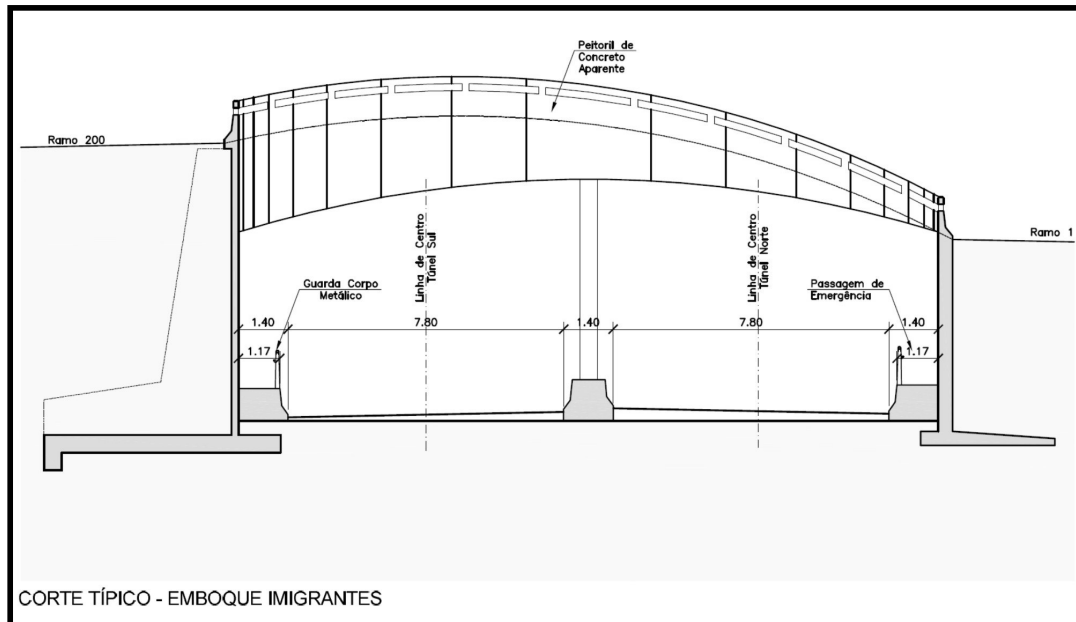 Peitoril de
Concreto
Aparente
Ramo 200
Ramo 1
Linha de Centro
Túnel Sul
Linha de Centro
Túnel Norte
Guarda Corpo
Metálico
Passagem de
Emergência
1.40
7.80
1.40
7.80
1.40
1.17
1.17
CORTE TÍPICO - EMBOQUE IMIGRANTES